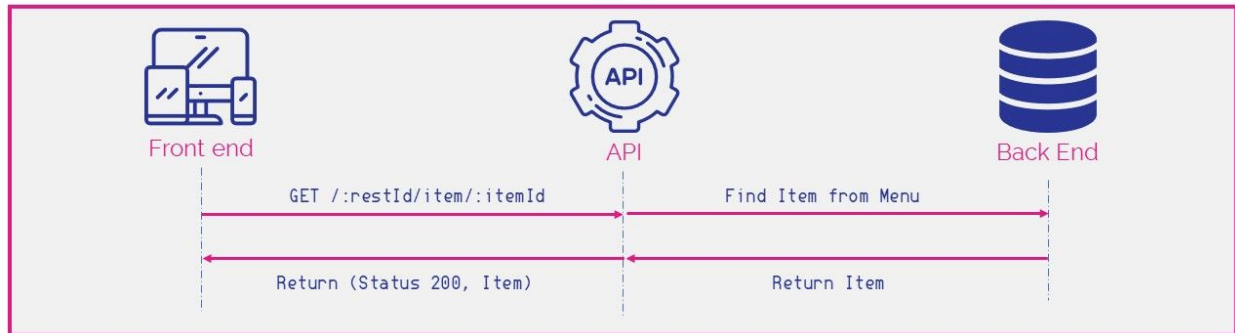 API
Front end
API
Back End
GET /:restId/item/:itemId
Find Item from Menu
Return (Status 200, Item)
Return Item